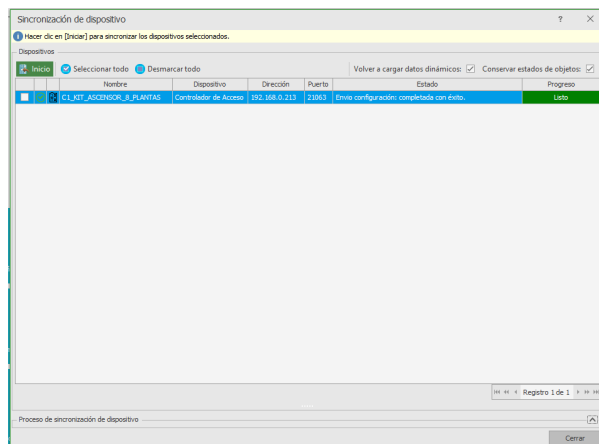 Sincronización de dispositivo
Hacer clic en [Iniciar] para sincronizar los dispositivos seleccionados.
Dispositivos
Inicio Seleccionar todo Desmarcar todo Volver a cargar datos dinámicos: Conservar estados de objetos:
Nombre Dispositivo Dirección Puerto Estado Progreso
C1_KIT_ASCENSOR_8_PLANTAS Controlador de Acceso 192.168.0.213 21063 Envío configuración: completada con éxito. Listo
Registro 1 de 1
Proceso de sincronización de dispositivo
Cerrar